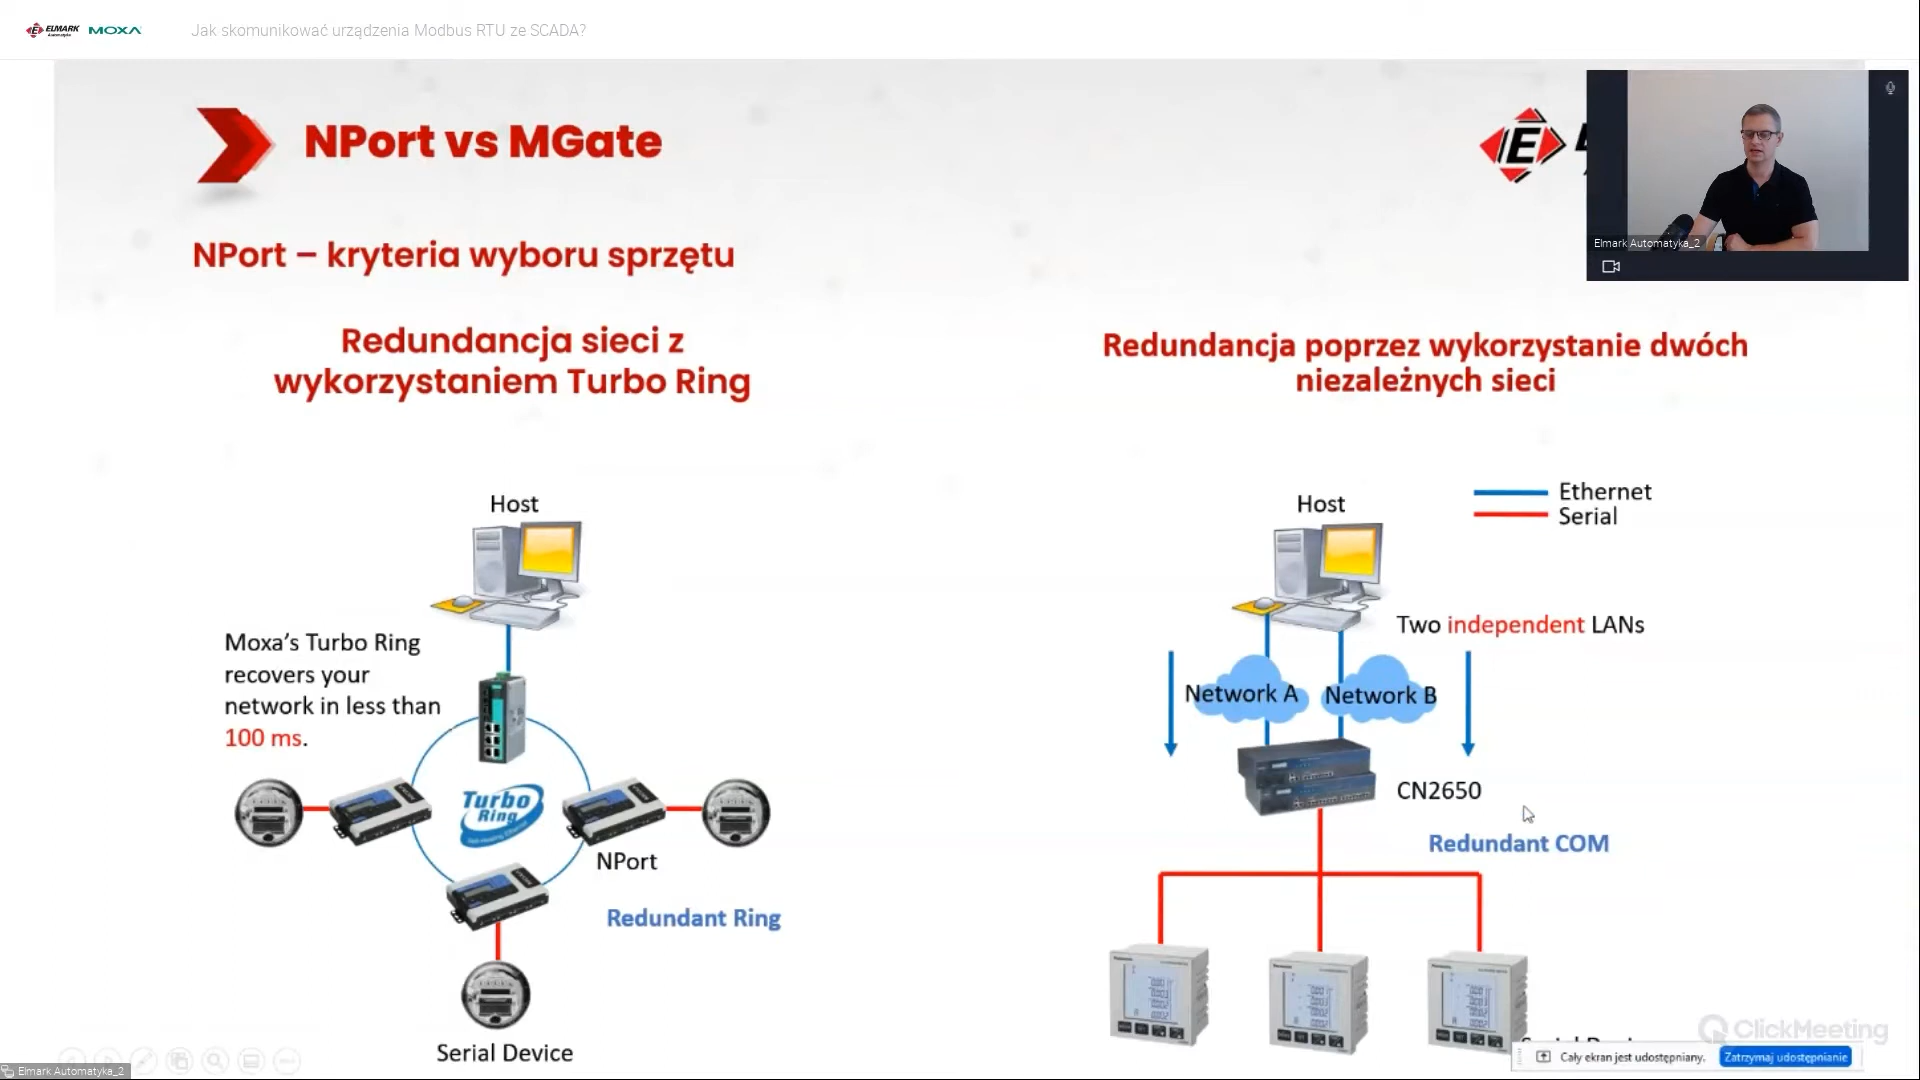 ELMARK
Automatyka
MOXA
Jak skomunikować urządzenia Modbus RTU ze SCADA?
NPort vs MGate
E
Elmark Automatyka_2
NPort – kryteria wyboru sprzętu
Redundancja sieci z
wykorzystaniem Turbo Ring
Redundancja poprzez wykorzystanie dwóch
niezależnych sieci
Host
Moxa's Turbo Ring
recovers your
network in less than
100 ms.
Turbo
Ring
NPort
Redundant Ring
Serial Device
Host
Ethernet
Serial
Two independent LANs
Network A
Network B
CN2650
Redundant COM
ClickMeeting
Cały ekran jest udostępniany.
Zatrzymaj udostępnianie
Elmark Automatyka_2